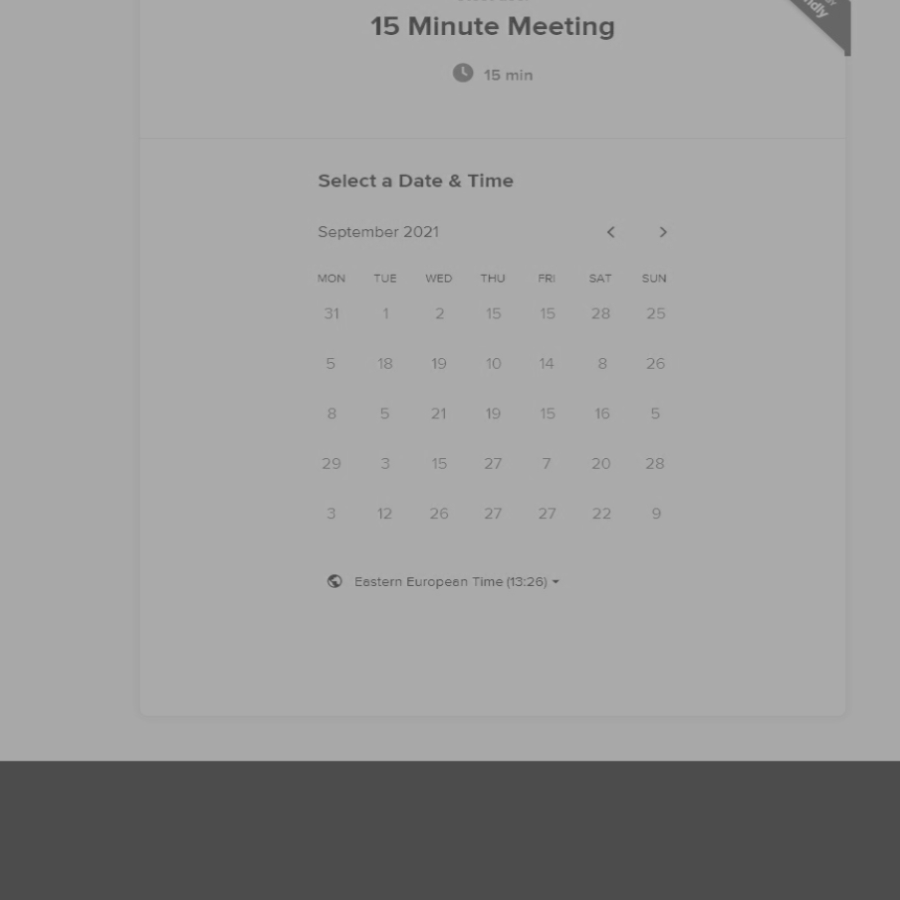 15 Minute Meeting
15 min
Select a Date & Time
September 2021
MON TUE WED THU FRI SAT SUN
31 1 2 15 15 28 25
5 18 19 10 14 8 26
8 5 21 19 15 16 5
29 3 15 27 7 20 28
3 12 26 27 27 22 9
Eastern European Time (13:26)